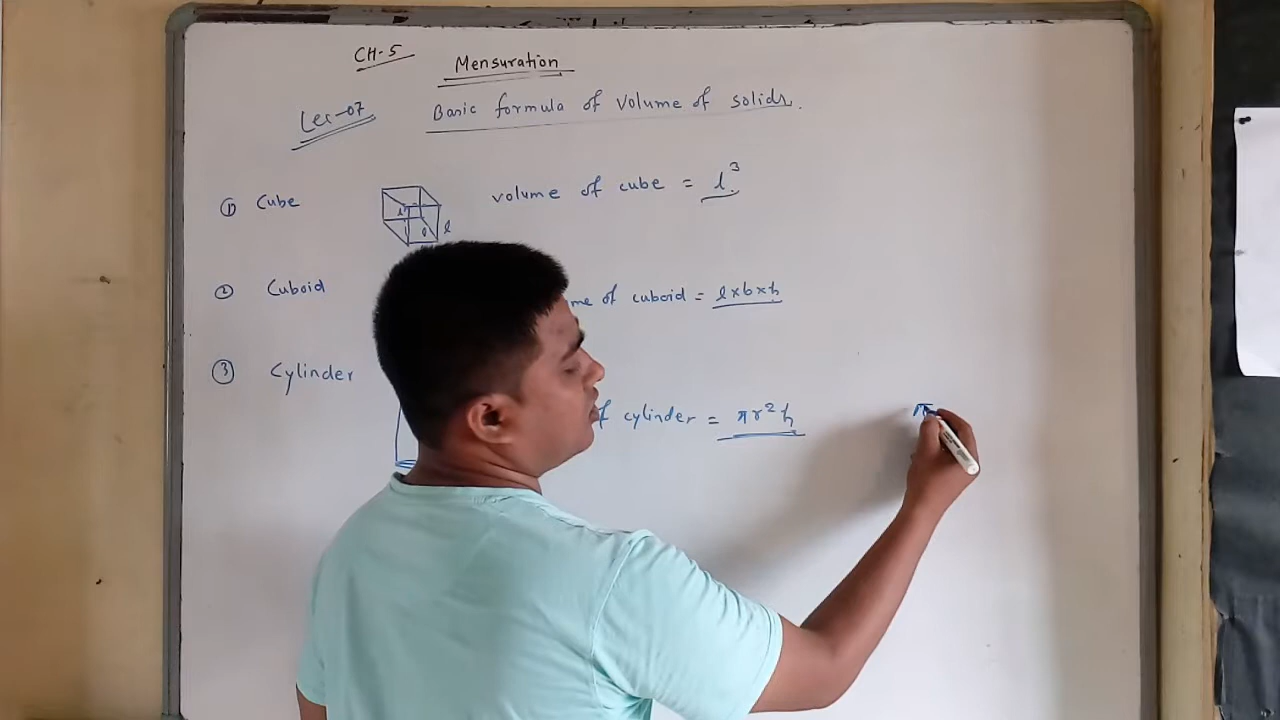 CH-5
Mensuration
Lec-07
Basic formula of Volume of solids.
① Cube
volume of cube = l³
l
② Cuboid
me of cuboid = l×b×h
③ Cylinder
of cylinder = πr²h
π